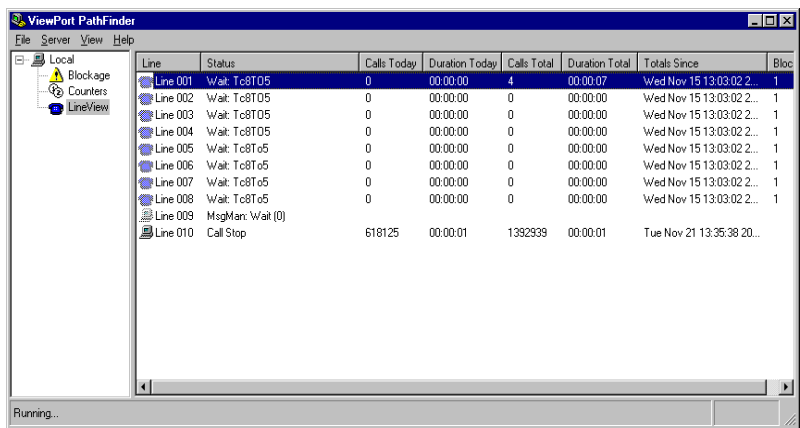 ViewPort PathFinder
File Server View Help
Local
Blockage
Counters
LineView
Line Status Calls Today Duration Today Calls Total Duration Total Totals Since Bloc
Line 001 Wait: Tc8TO5 0 00:00:00 4 00:00:07 Wed Nov 15 13:03:02 2... 1
Line 002 Wait: Tc8TO5 0 00:00:00 0 00:00:00 Wed Nov 15 13:03:02 2... 1
Line 003 Wait: Tc8TO5 0 00:00:00 0 00:00:00 Wed Nov 15 13:03:02 2... 1
Line 004 Wait: Tc8TO5 0 00:00:00 0 00:00:00 Wed Nov 15 13:03:02 2... 1
Line 005 Wait: Tc8To5 0 00:00:00 0 00:00:00 Wed Nov 15 13:03:02 2... 1
Line 006 Wait: Tc8To5 0 00:00:00 0 00:00:00 Wed Nov 15 13:03:02 2... 1
Line 007 Wait: Tc8To5 0 00:00:00 0 00:00:00 Wed Nov 15 13:03:02 2... 1
Line 008 Wait: Tc8To5 0 00:00:00 0 00:00:00 Wed Nov 15 13:03:02 2... 1
Line 009 MsgMan: Wait (0)
Line 010 Call Stop 618125 00:00:01 1392939 00:00:01 Tue Nov 21 13:35:38 20...
Running...